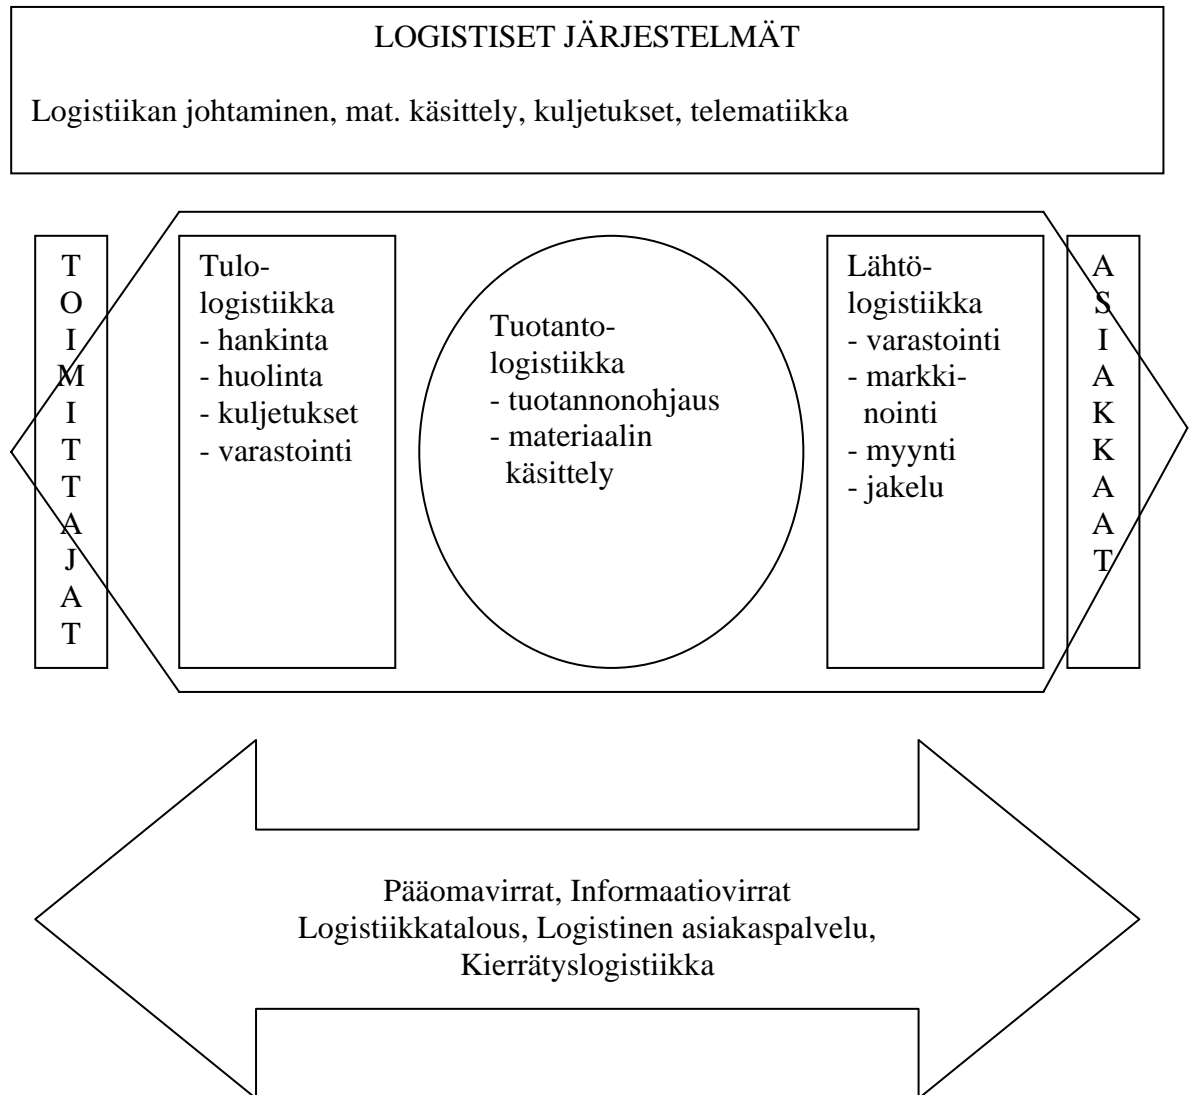 LOGISTISET JÄRJESTELMÄT
Logistiikan johtaminen, mat. käsittely, kuljetukset, telematiikka
TOIMITTAJAT
Tulo-
logistiikka
- hankinta
- huolinta
- kuljetukset
- varastointi
Tuotanto-
logistiikka
- tuotannonohjaus
- materiaalin
käsittely
Lähtö-
logistiikka
- varastointi
- markki-
nointi
- myynti
- jakelu
ASIAKKAAT
Pääomavirrat, Informaatiovirrat
Logistiikkatalous, Logistinen asiakaspalvelu,
Kierrätyslogistiikka